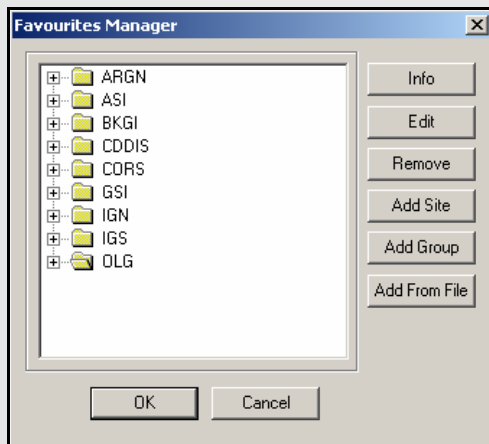 Favourites Manager
ARGN
ASI
BKGI
CDDIS
CORS
GSI
IGN
IGS
OLG
Info
Edit
Remove
Add Site
Add Group
Add From File
OK
Cancel